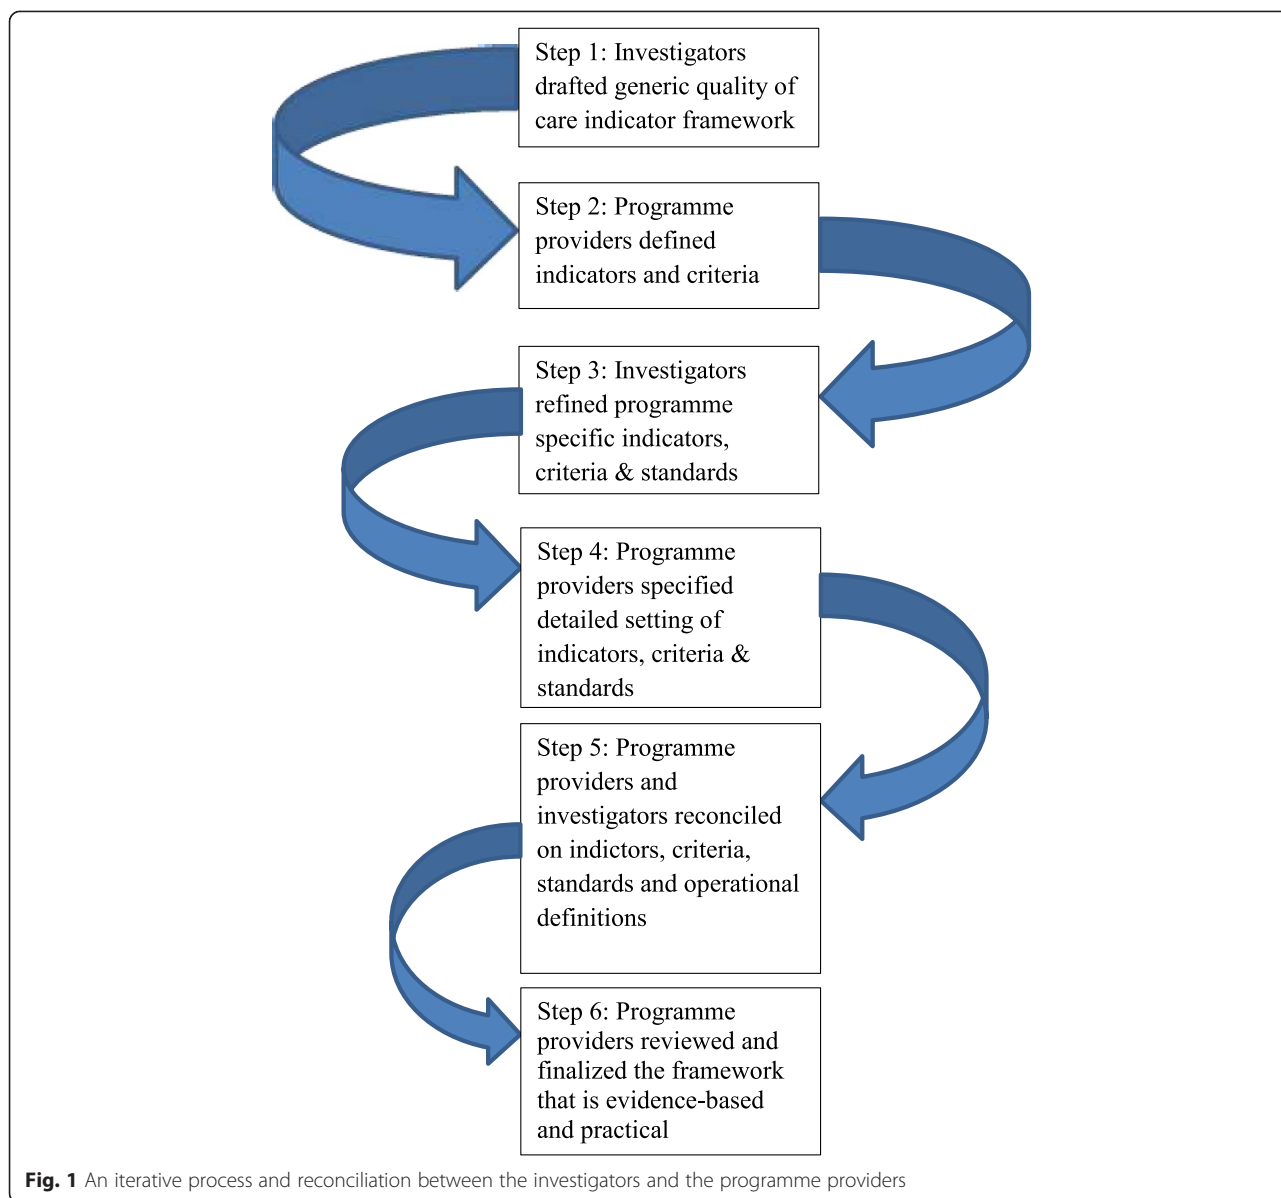 Step 1: Investigators
drafted generic quality of
care indicator framework
Step 2: Programme
providers defined
indicators and criteria
Step 3: Investigators
refined programme
specific indicators,
criteria & standards
Step 4: Programme
providers specified
detailed setting of
indicators, criteria &
standards
Step 5: Programme
providers and
investigators reconciled
on indictors, criteria,
standards and operational
definitions
Step 6: Programme
providers reviewed and
finalized the framework
that is evidence-based
and practical
Fig. 1 An iterative process and reconciliation between the investigators and the programme providers